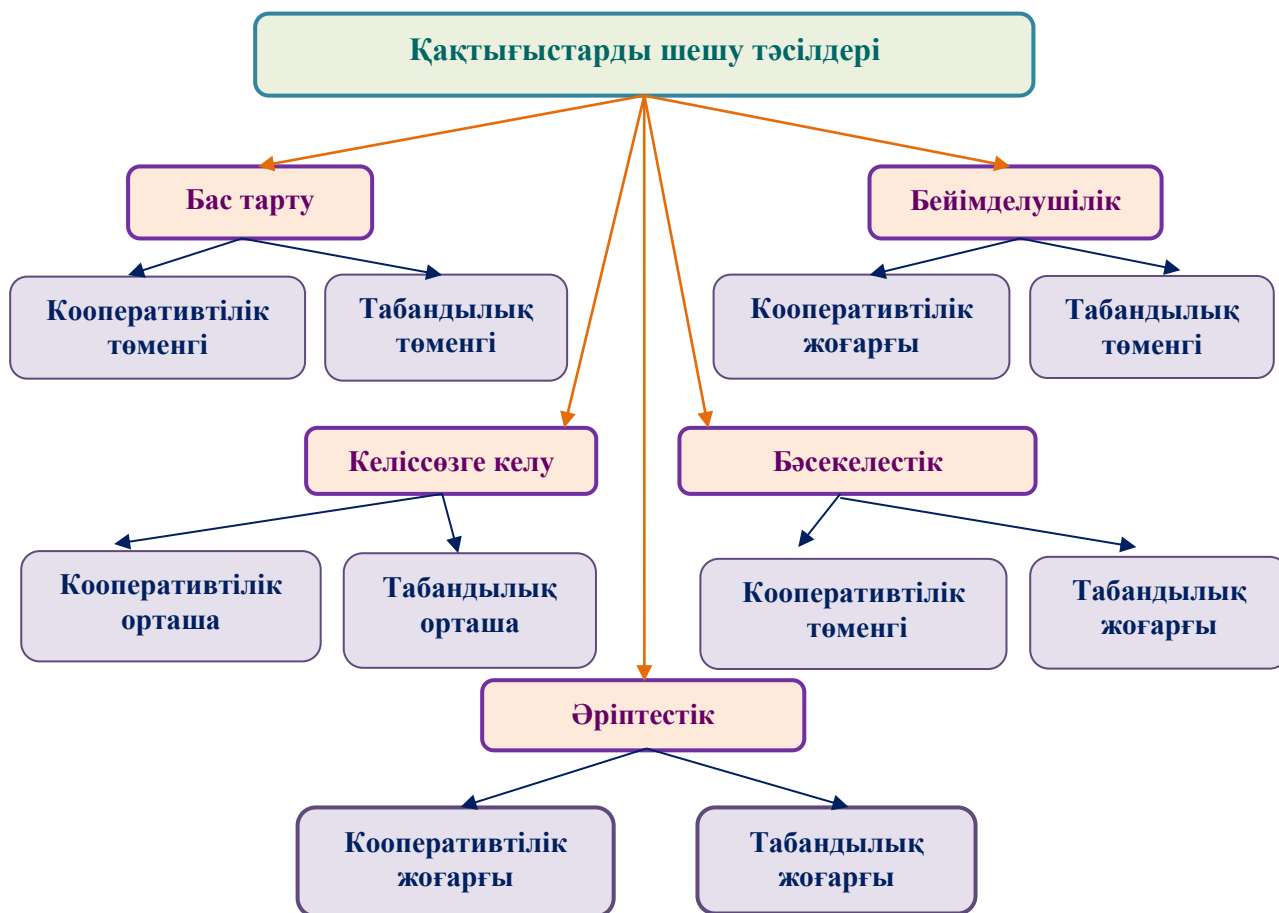 Қақтығыстарды шешу тәсілдері
Бас тарту
Бейімделушілік
Кооперативтілік
төменгі
Табандылық
төменгі
Кооперативтілік
жоғарғы
Табандылық
төменгі
Келіссөзге келу
Бәсекелестік
Кооперативтілік
орташа
Табандылық
орташа
Кооперативтілік
төменгі
Табандылық
жоғарғы
Әріптестік
Кооперативтілік
жоғарғы
Табандылық
жоғарғы